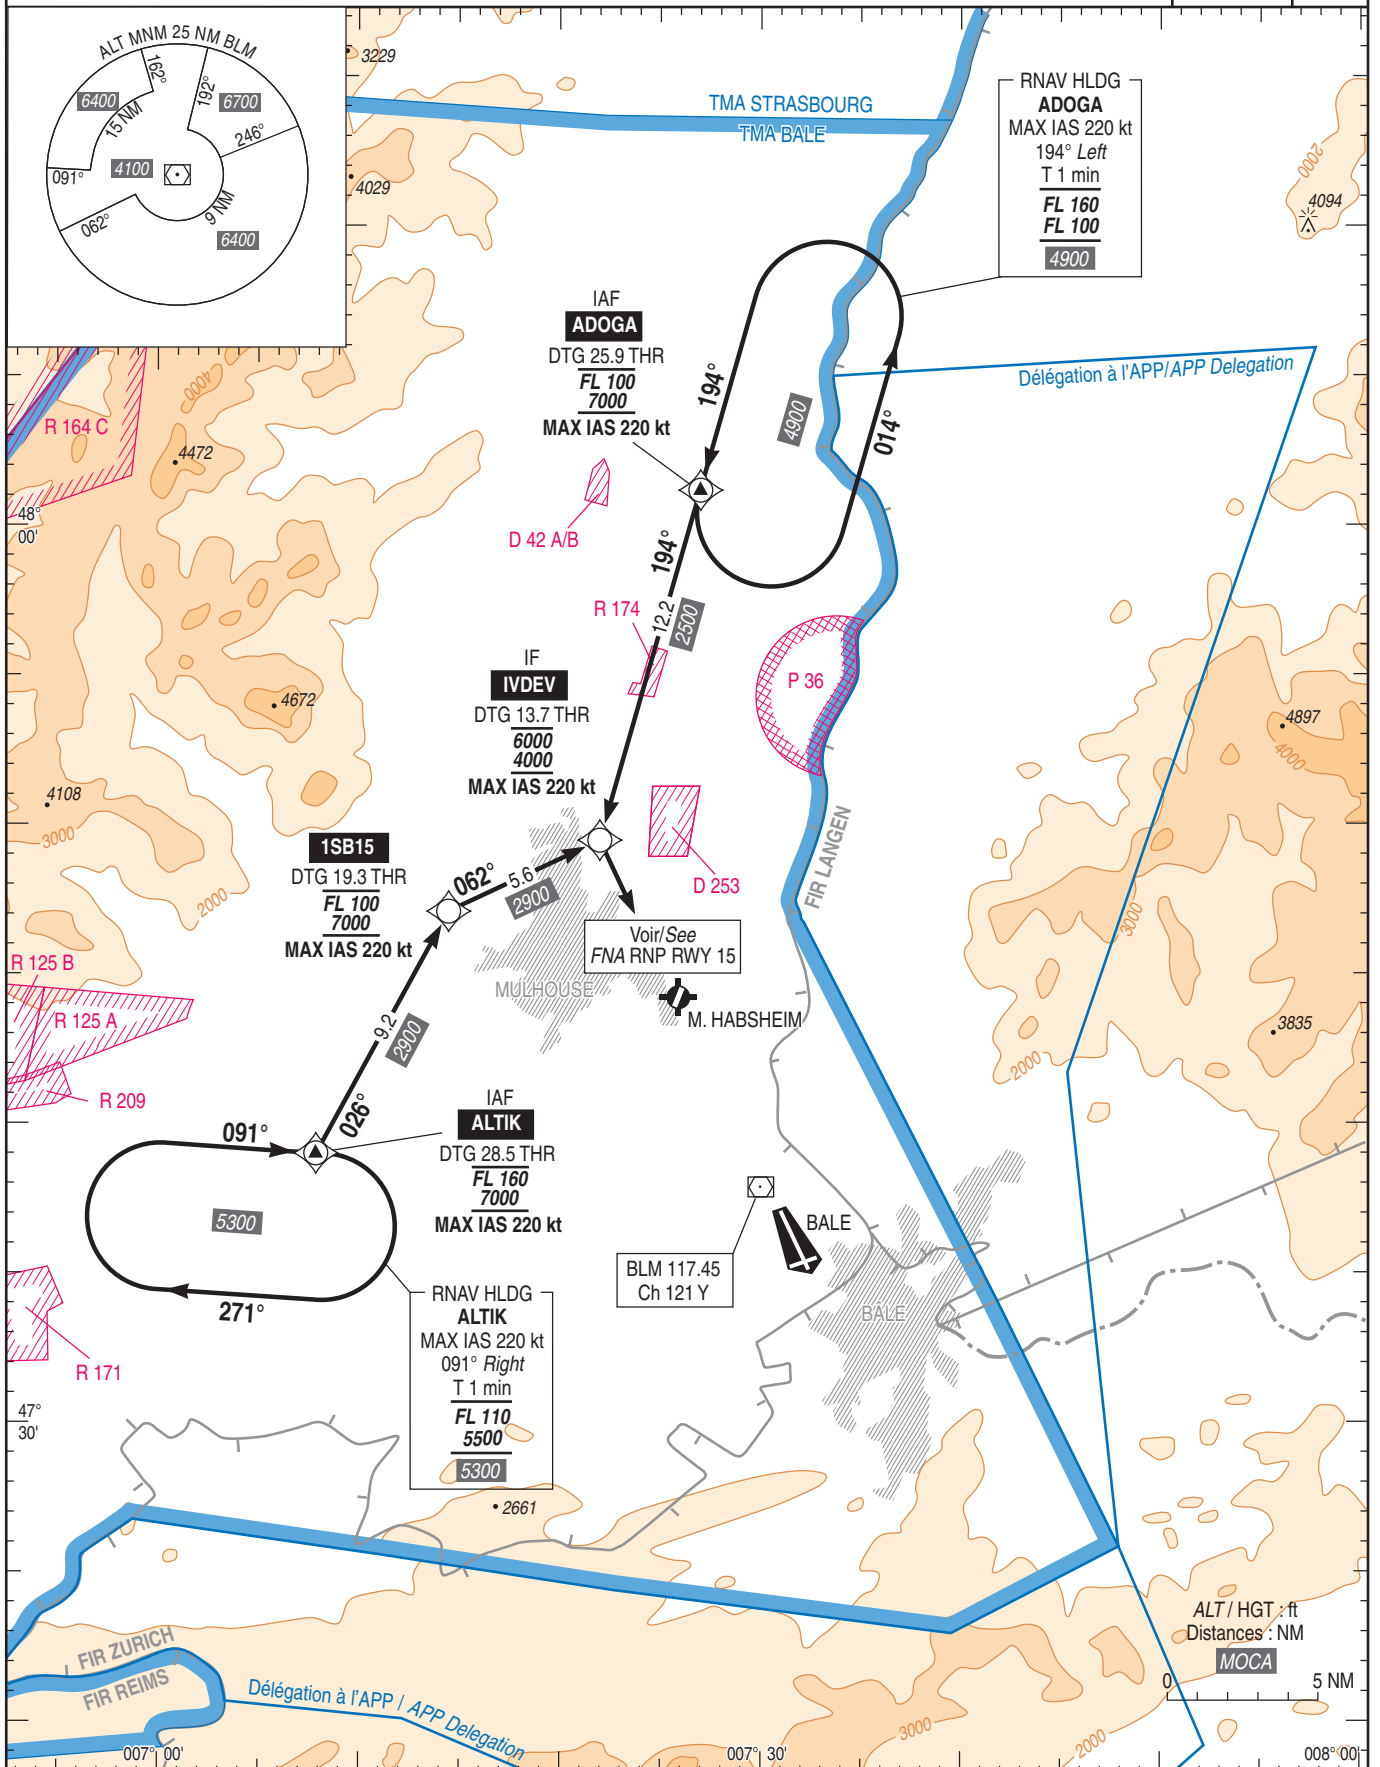 ALT MNM 25 NM BLM
162°
192°
6400
6700
15 NM
246°
4100
091°
062°
9 NM
6400
3229
4029
TMA STRASBOURG
TMA BALE
RNAV HLDG
ADOGA
MAX IAS 220 kt
194° Left
T 1 min
FL 160
FL 100
4900
2000
4094
IAF
ADOGA
DTG 25.9 THR
FL 100
7000
MAX IAS 220 kt
194°
4900
014°
Délégation à l'APP/APP Delegation
R 164 C
4000
4472
48°
00'
D 42 A/B
194°
12.2
2500
R 174
P 36
IF
IVDEV
DTG 13.7 THR
6000
4000
MAX IAS 220 kt
4672
4897
4000
4108
3000
2000
1SB15
DTG 19.3 THR
FL 100
7000
MAX IAS 220 kt
062°
5.6
2900
D 253
FIR LANGEN
3000
Voir/See
FNA RNP RWY 15
MULHOUSE
M. HABSHEIM
R 125 B
R 125 A
R 209
9.2
2900
026°
3835
2000
IAF
ALTIK
DTG 28.5 THR
FL 160
7000
MAX IAS 220 kt
091°
5300
271°
BALE
BLM 117.45
Ch 121 Y
BÂLE
R 171
RNAV HLDG
ALTIK
MAX IAS 220 kt
091° Right
T 1 min
FL 110
5500
5300
47°
30'
2661
ALT / HGT : ft
Distances : NM
MOCA
0
5 NM
FIR ZURICH
FIR REIMS
Délégation à l'APP / APP Delegation
3000
2000
007° 00'
007° 30'
008° 00'